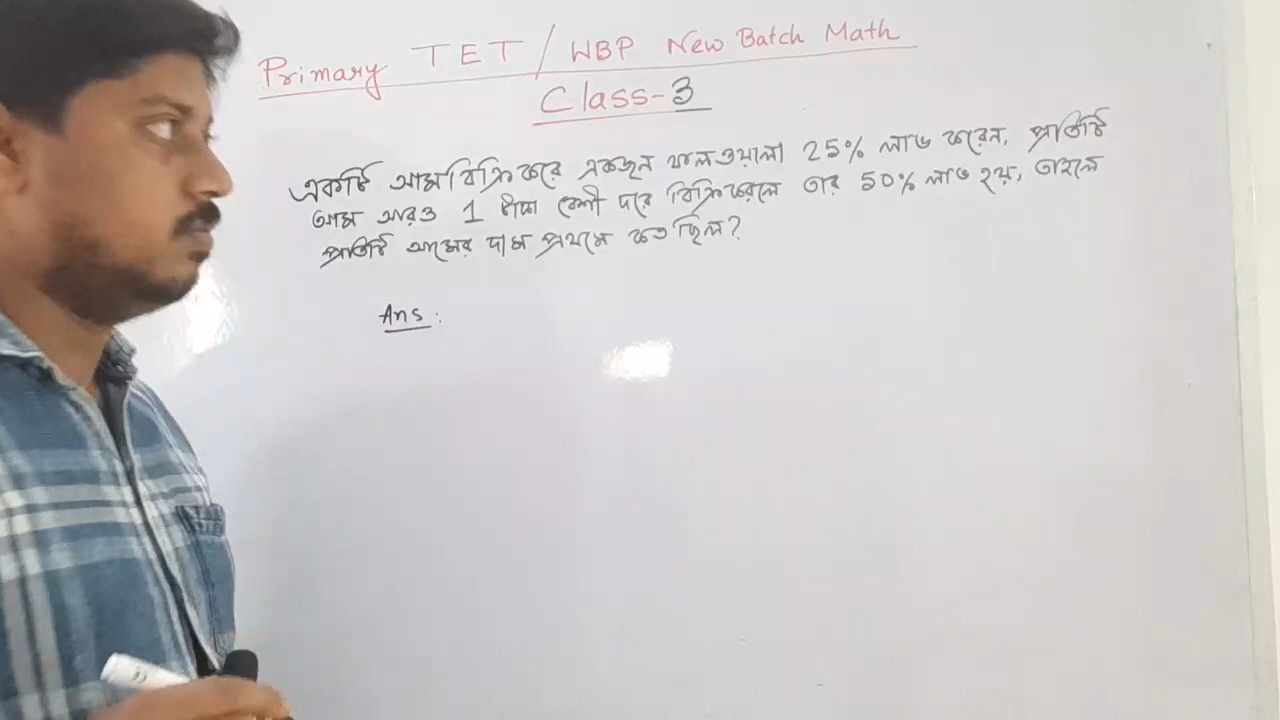 Primary TET / WBP New Batch Math
Class-3
একটি আম বিক্রি করে একজন ফলওয়ালা 25% লাভ করেন, প্রতিটি
আম আরও 1 টাকা বেশী দরে বিক্রি করলে তার 50% লাভ হয়, তাহলে
প্রতিটি আমের দাম প্রথমে কত ছিল?
Ans :